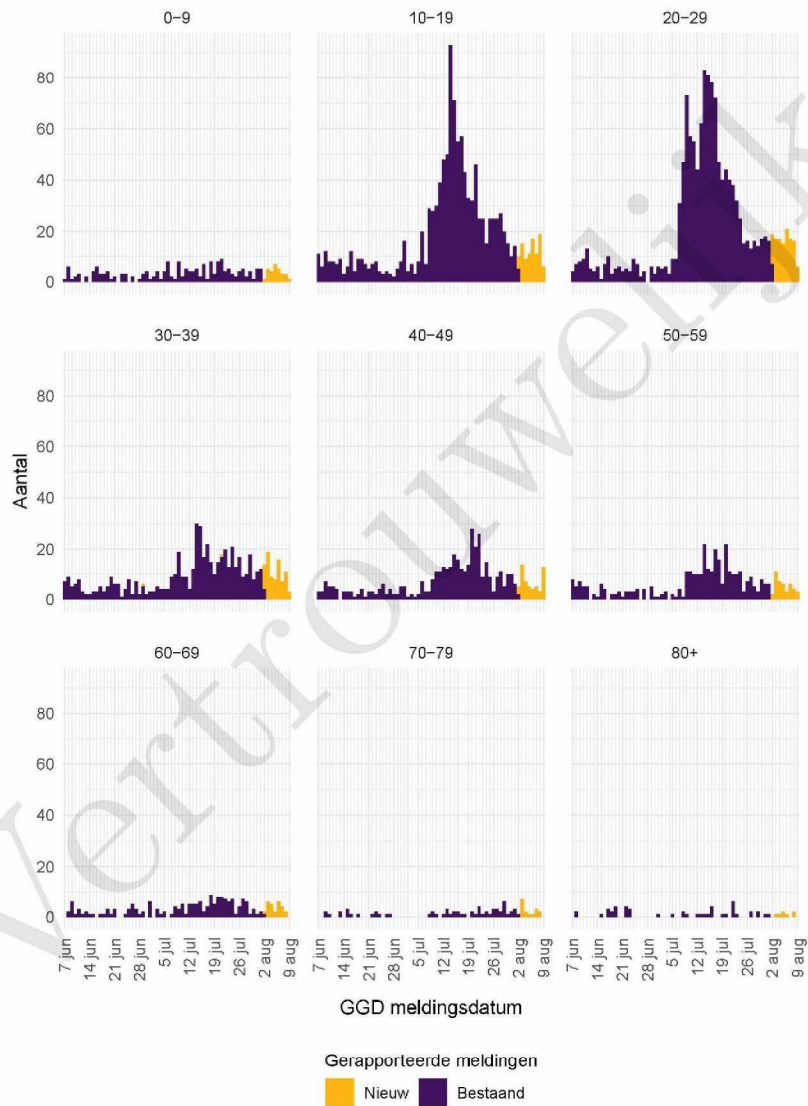 0−9
10−19
20−29
80
60
40
20
0
30−39
40−49
50−59
80
60
40
20
0
60−69
70−79
80+
80
60
40
20
0
Aantal
7 jun
14 jun
21 jun
28 jun
5 jul
12 jul
19 jul
26 jul
2 aug
9 aug
7 jun
14 jun
21 jun
28 jun
5 jul
12 jul
19 jul
26 jul
2 aug
9 aug
7 jun
14 jun
21 jun
28 jun
5 jul
12 jul
19 jul
26 jul
2 aug
9 aug
GGD meldingsdatum
Gerapporteerde meldingen
Nieuw Bestaand
Vertrouwelijk